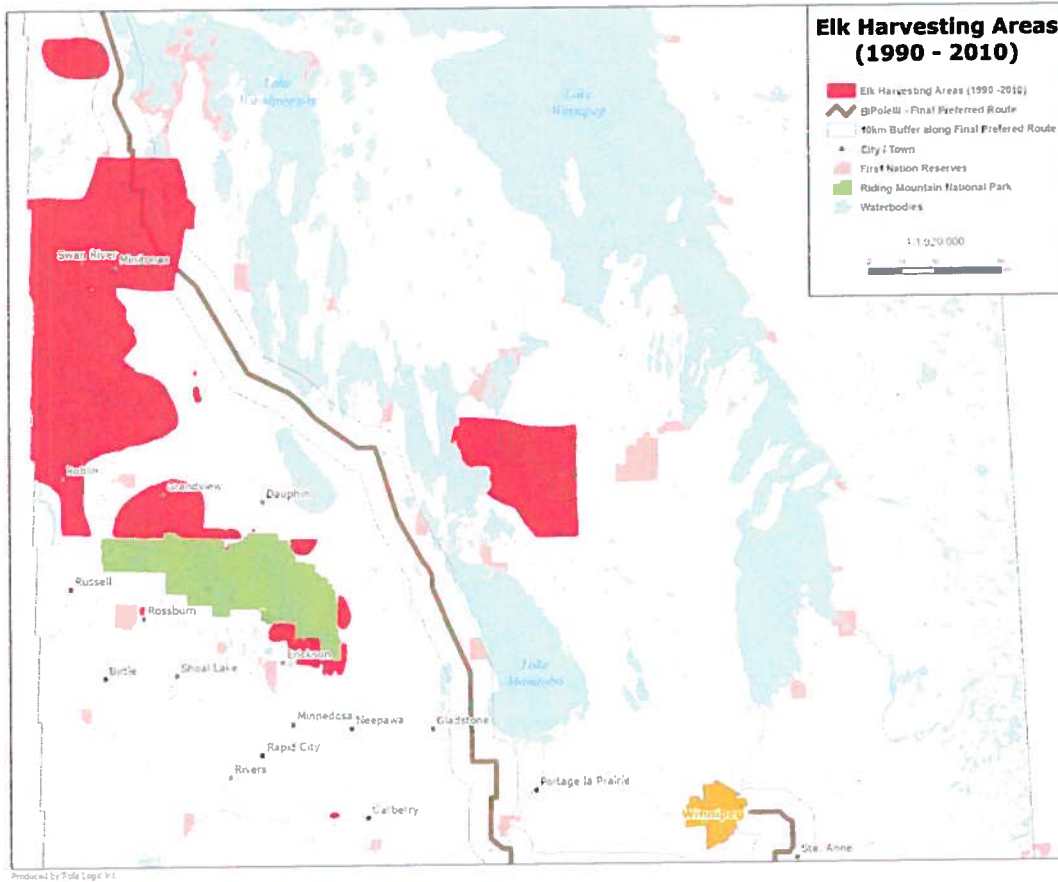 Elk Harvesting Areas
(1990 - 2010)
Elk Harvesting Areas (1990 -2010)
BiPoleIII - Final Preferred Route
10km Buffer along Final Prefered Route
City / Town
First Nation Reserves
Riding Mountain National Park
Waterbodies
Lake
Lake
Winnipeg
Swan River
Minitonas
Roblin
Grandview
Dauphin
Russell
Rossburn
Erickson
Shoal Lake
Birtle
Lake
Manitoba
Minnedosa
Neepawa
Gladstone
Rapid City
Rivers
Portage la Prairie
Carberry
Winnipeg
Ste. Anne